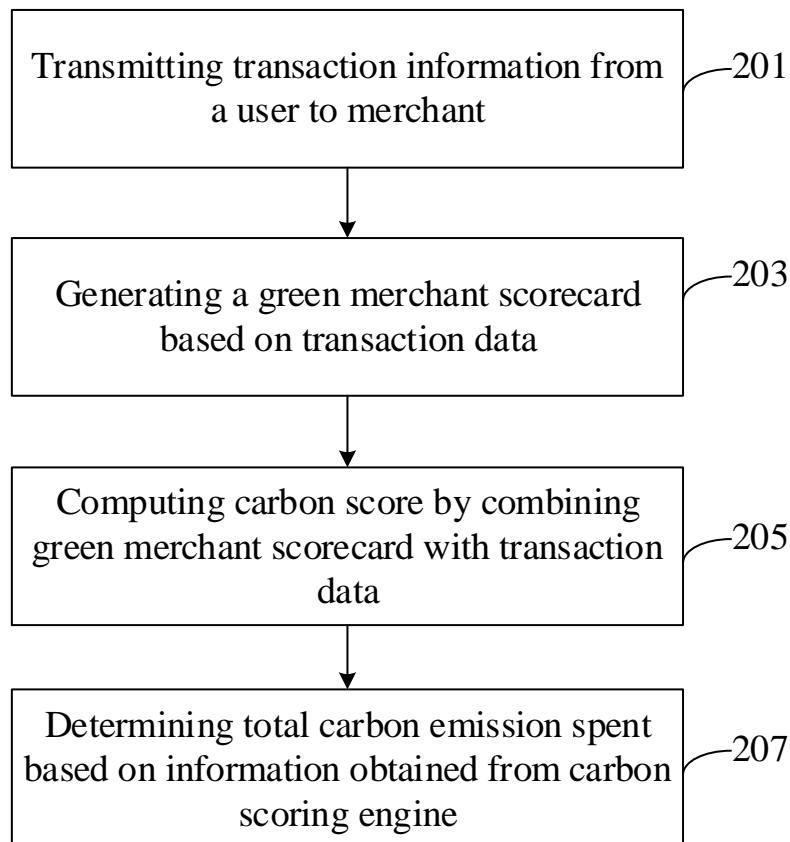 Transmitting transaction information from
a user to merchant
201
Generating a green merchant scorecard
based on transaction data
203
Computing carbon score by combining
green merchant scorecard with transaction
data
205
Determining total carbon emission spent
based on information obtained from carbon
scoring engine
207